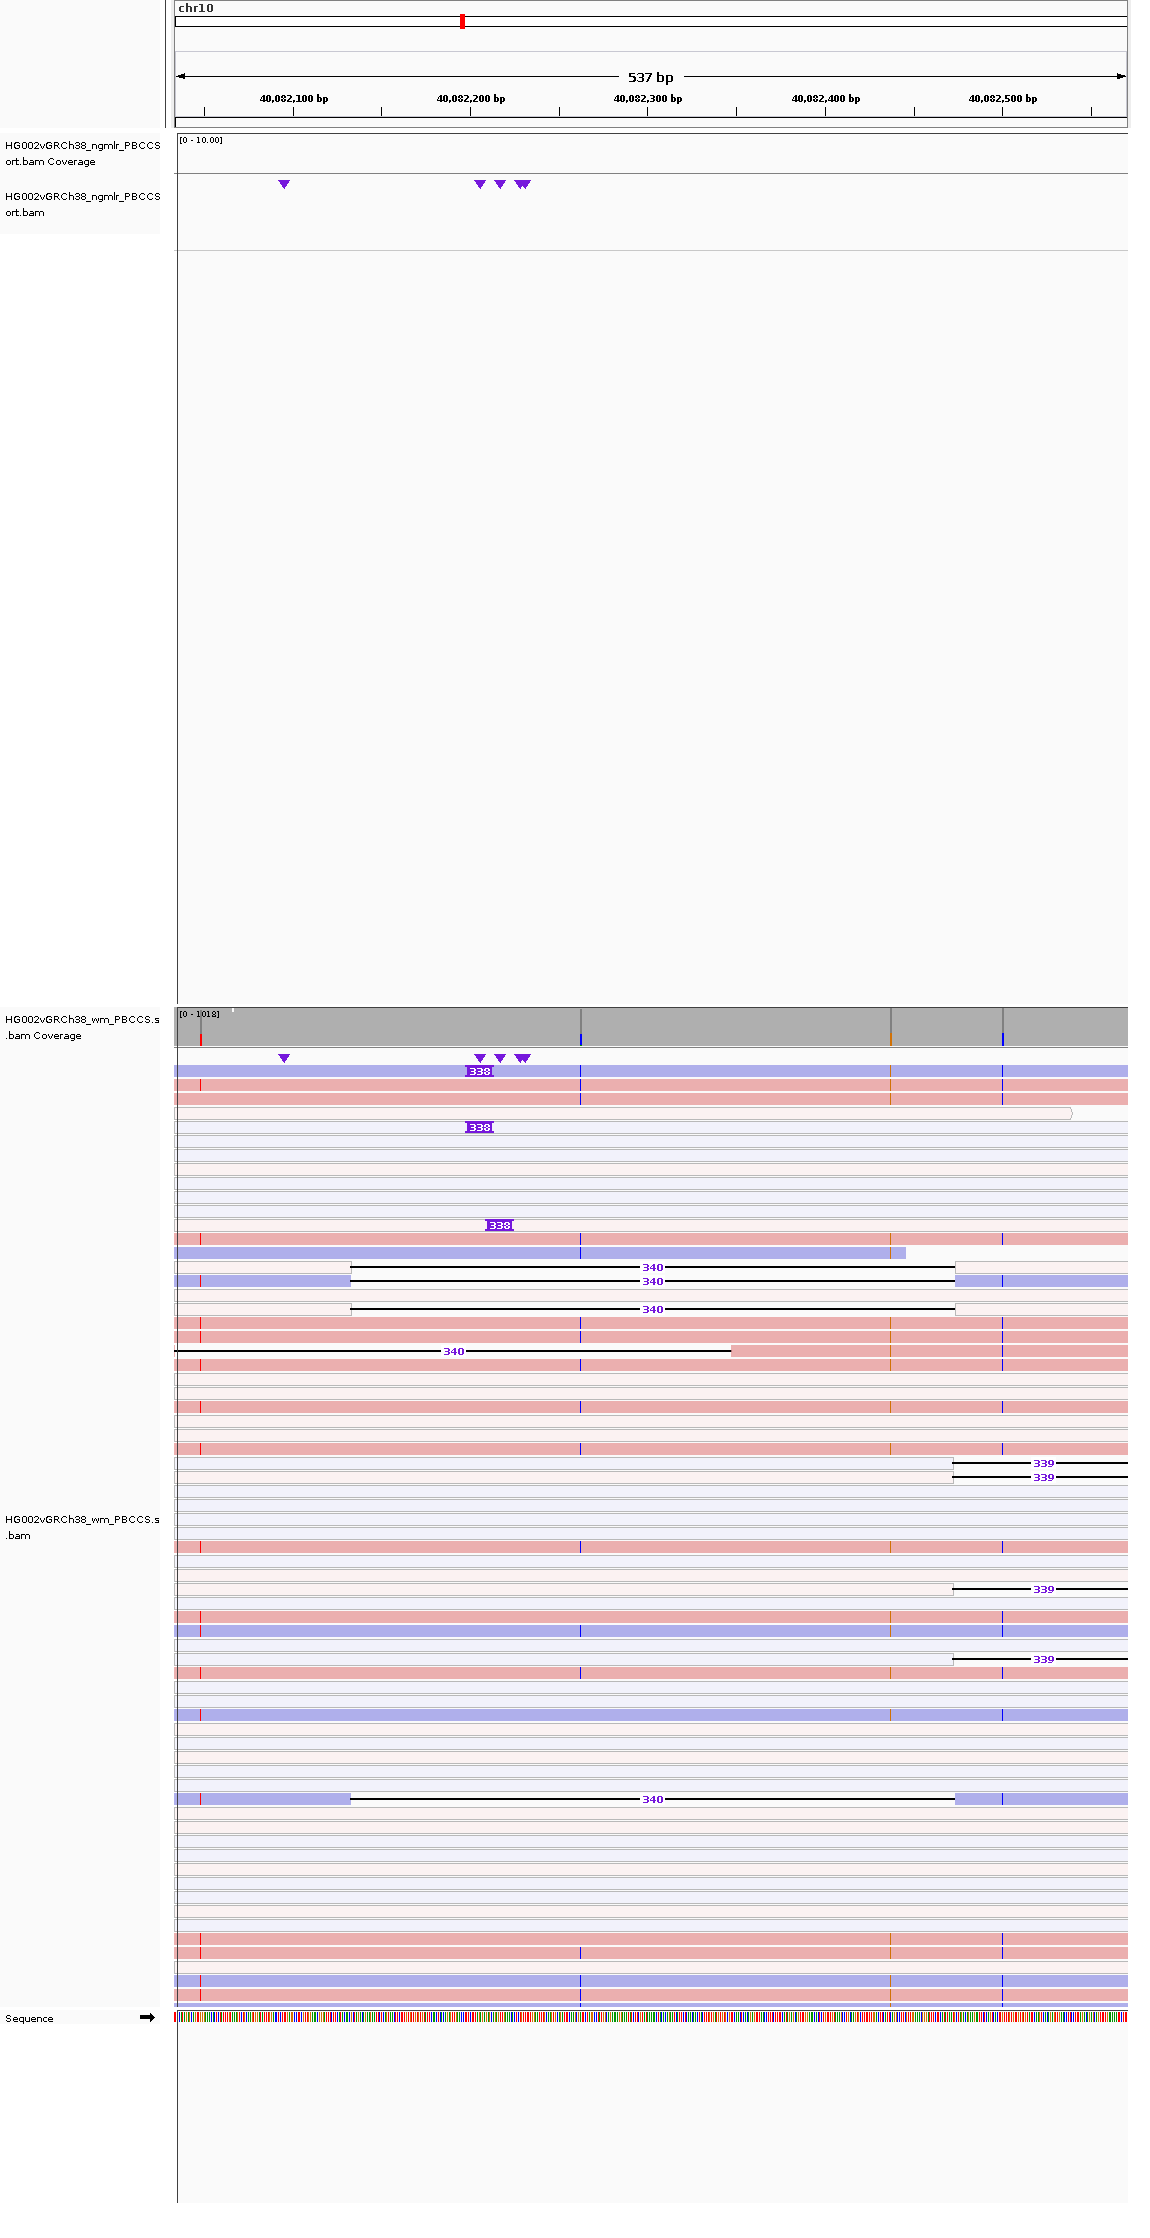 chr10
537 bp
40,082,100 bp 40,082,200 bp 40,082,300 bp 40,082,400 bp 40,082,500 bp
HG002vGRCh38_ngmlr_PBCCS
ort.bam Coverage
[0 - 10.00]
HG002vGRCh38_ngmlr_PBCCS
ort.bam
HG002vGRCh38_wm_PBCCS.s
.bam Coverage
[0 - 1018]
338
338
338
340
340
340
340
339
339
HG002vGRCh38_wm_PBCCS.s
.bam
339
339
340
Sequence